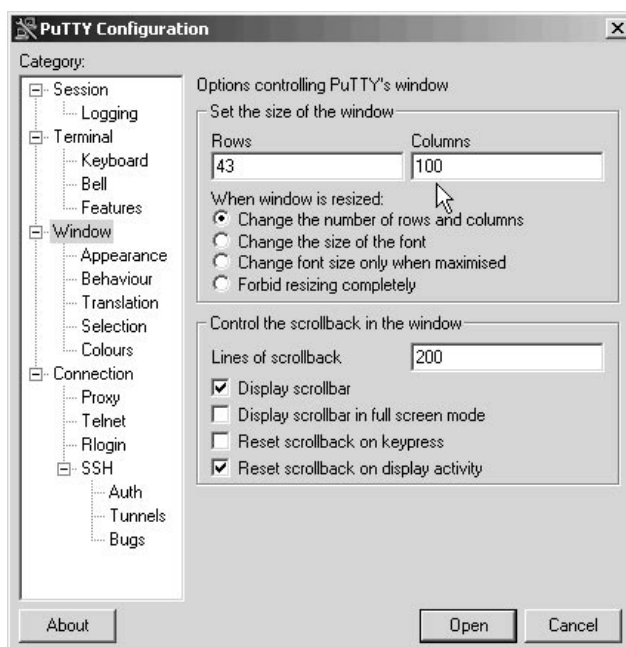 PuTTY Configuration
Category:
Session
Logging
Terminal
Keyboard
Bell
Features
Window
Appearance
Behaviour
Translation
Selection
Colours
Connection
Proxy
Telnet
Rlogin
SSH
Auth
Tunnels
Bugs
Options controlling PuTTY's window
Set the size of the window
Rows Columns
43 100
When window is resized:
Change the number of rows and columns
Change the size of the font
Change font size only when maximised
Forbid resizing completely
Control the scrollback in the window
Lines of scrollback 200
Display scrollbar
Display scrollbar in full screen mode
Reset scrollback on keypress
Reset scrollback on display activity
About Open Cancel